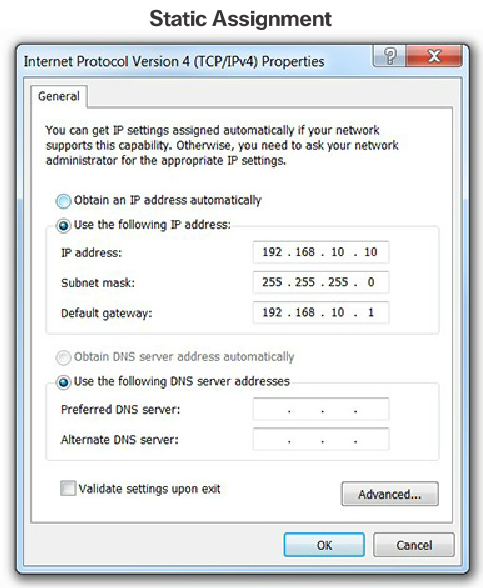 Static Assignment
Internet Protocol Version 4 (TCP/IPv4) Properties
General
You can get IP settings assigned automatically if your network
supports this capability. Otherwise, you need to ask your network
administrator for the appropriate IP settings.
Obtain an IP address automatically
Use the following IP address:
IP address: 192 . 168 . 10 . 10
Subnet mask: 255 . 255 . 255 . 0
Default gateway: 192 . 168 . 10 . 1
Obtain DNS server address automatically
Use the following DNS server addresses
Preferred DNS server: . . .
Alternate DNS server: . . .
Validate settings upon exit
Advanced...
OK Cancel